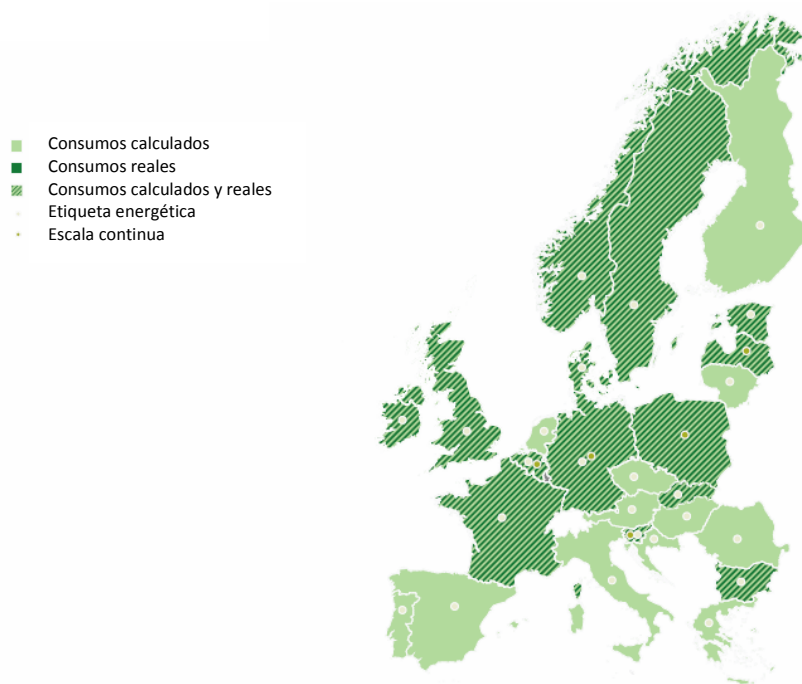 Consumos calculados
Consumos reales
Consumos calculados y reales
Etiqueta energética
Escala continua